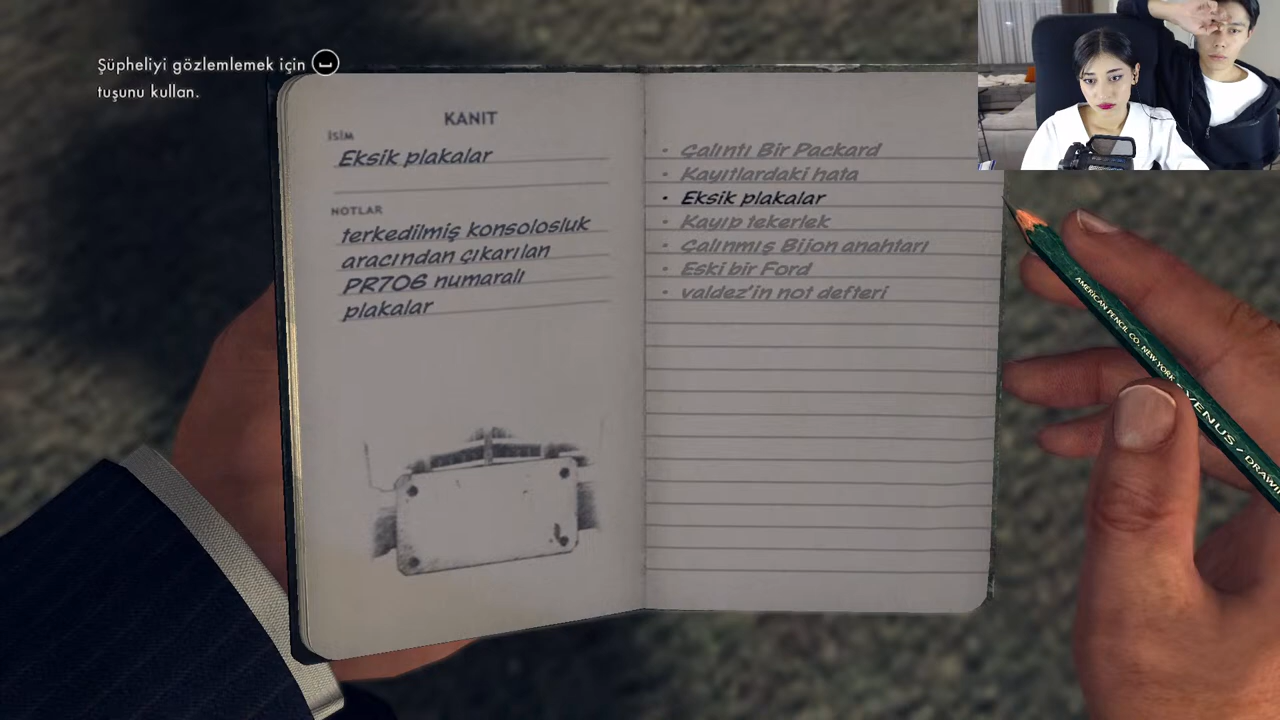 Şüpheliyi gözlemlemek için
tuşunu kullan.
KANIT
İSİM
Eksik plakalar
NOTLAR
terkedilmiş konsolosluk
aracından çıkarılan
PR706 numaralı
plakalar
• Çalıntı Bir Packard
• Kayıtlardaki hata
• Eksik plakalar
• Kayıp tekerlek
• Çalınmış Bijon anahtarı
• Eski bir Ford
• valdez'in not defteri
AMERICAN PENCIL CO. NEW YORK
VENUS / DRAWI